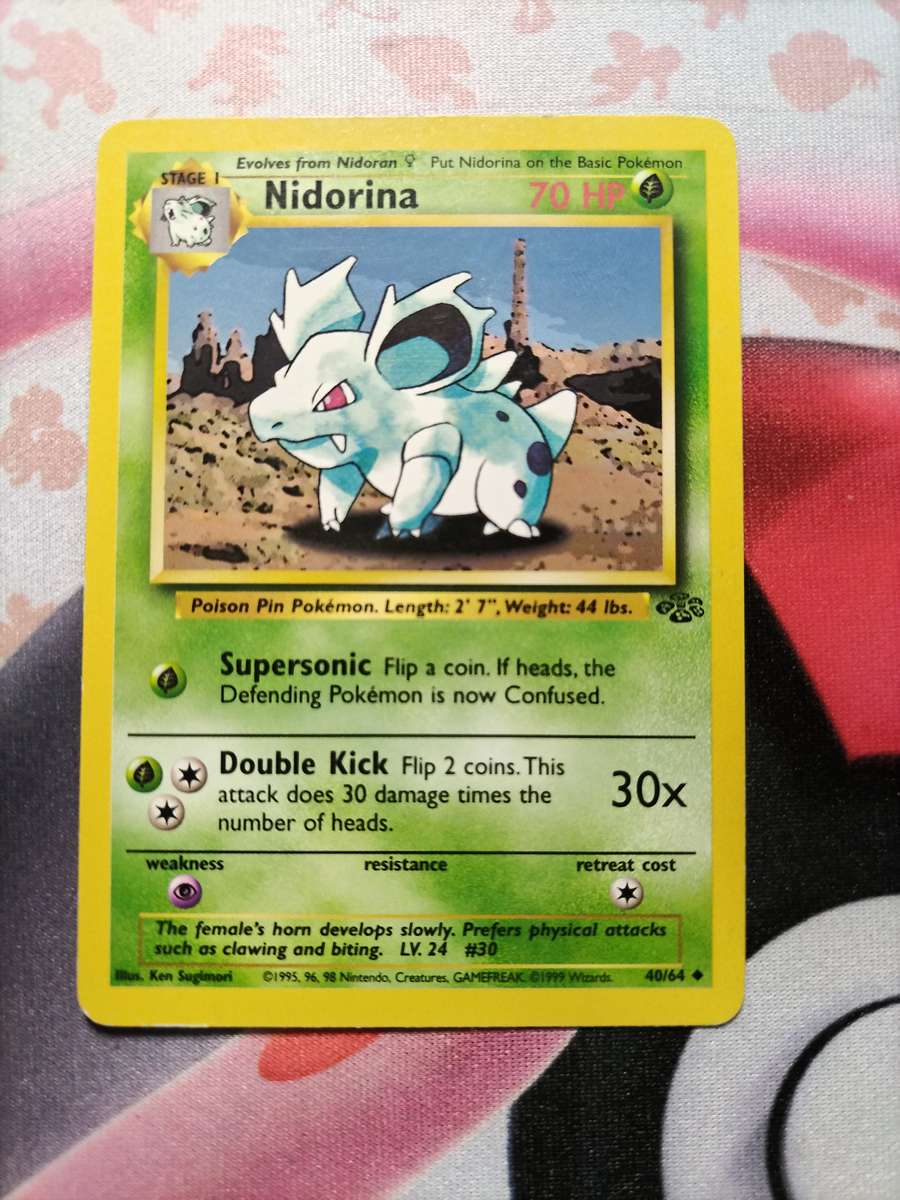 Evolves from Nidoran ♀ Put Nidorina on the Basic Pokémon
STAGE 1
Nidorina 70 HP
Poison Pin Pokémon. Length: 2' 7", Weight: 44 lbs.
Supersonic Flip a coin. If heads, the
Defending Pokémon is now Confused.
Double Kick Flip 2 coins. This
attack does 30 damage times the
number of heads.
30x
weakness resistance retreat cost
The female's horn develops slowly. Prefers physical attacks
such as clawing and biting. LV. 24 #30
Illus. Ken Sugimori ©1995, 96, 98 Nintendo, Creatures, GAMEFREAK. ©1999 Wizards. 40/64 ◆